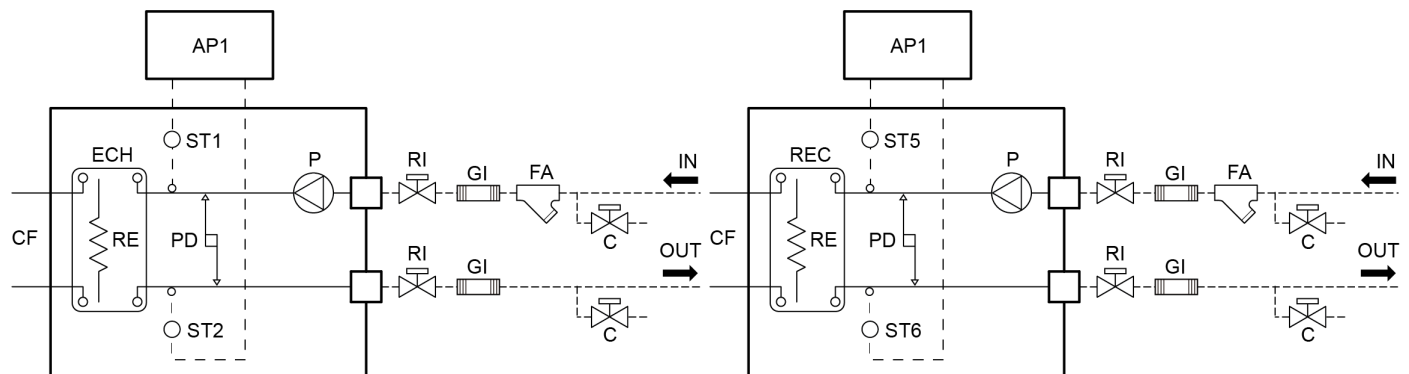 AP1
ST1
ECH
P
RI
GI
FA
IN
CF
RE
PD
C
OUT
RI
GI
ST2
C
AP1
ST5
REC
P
RI
GI
FA
IN
CF
RE
PD
C
OUT
RI
GI
ST6
C